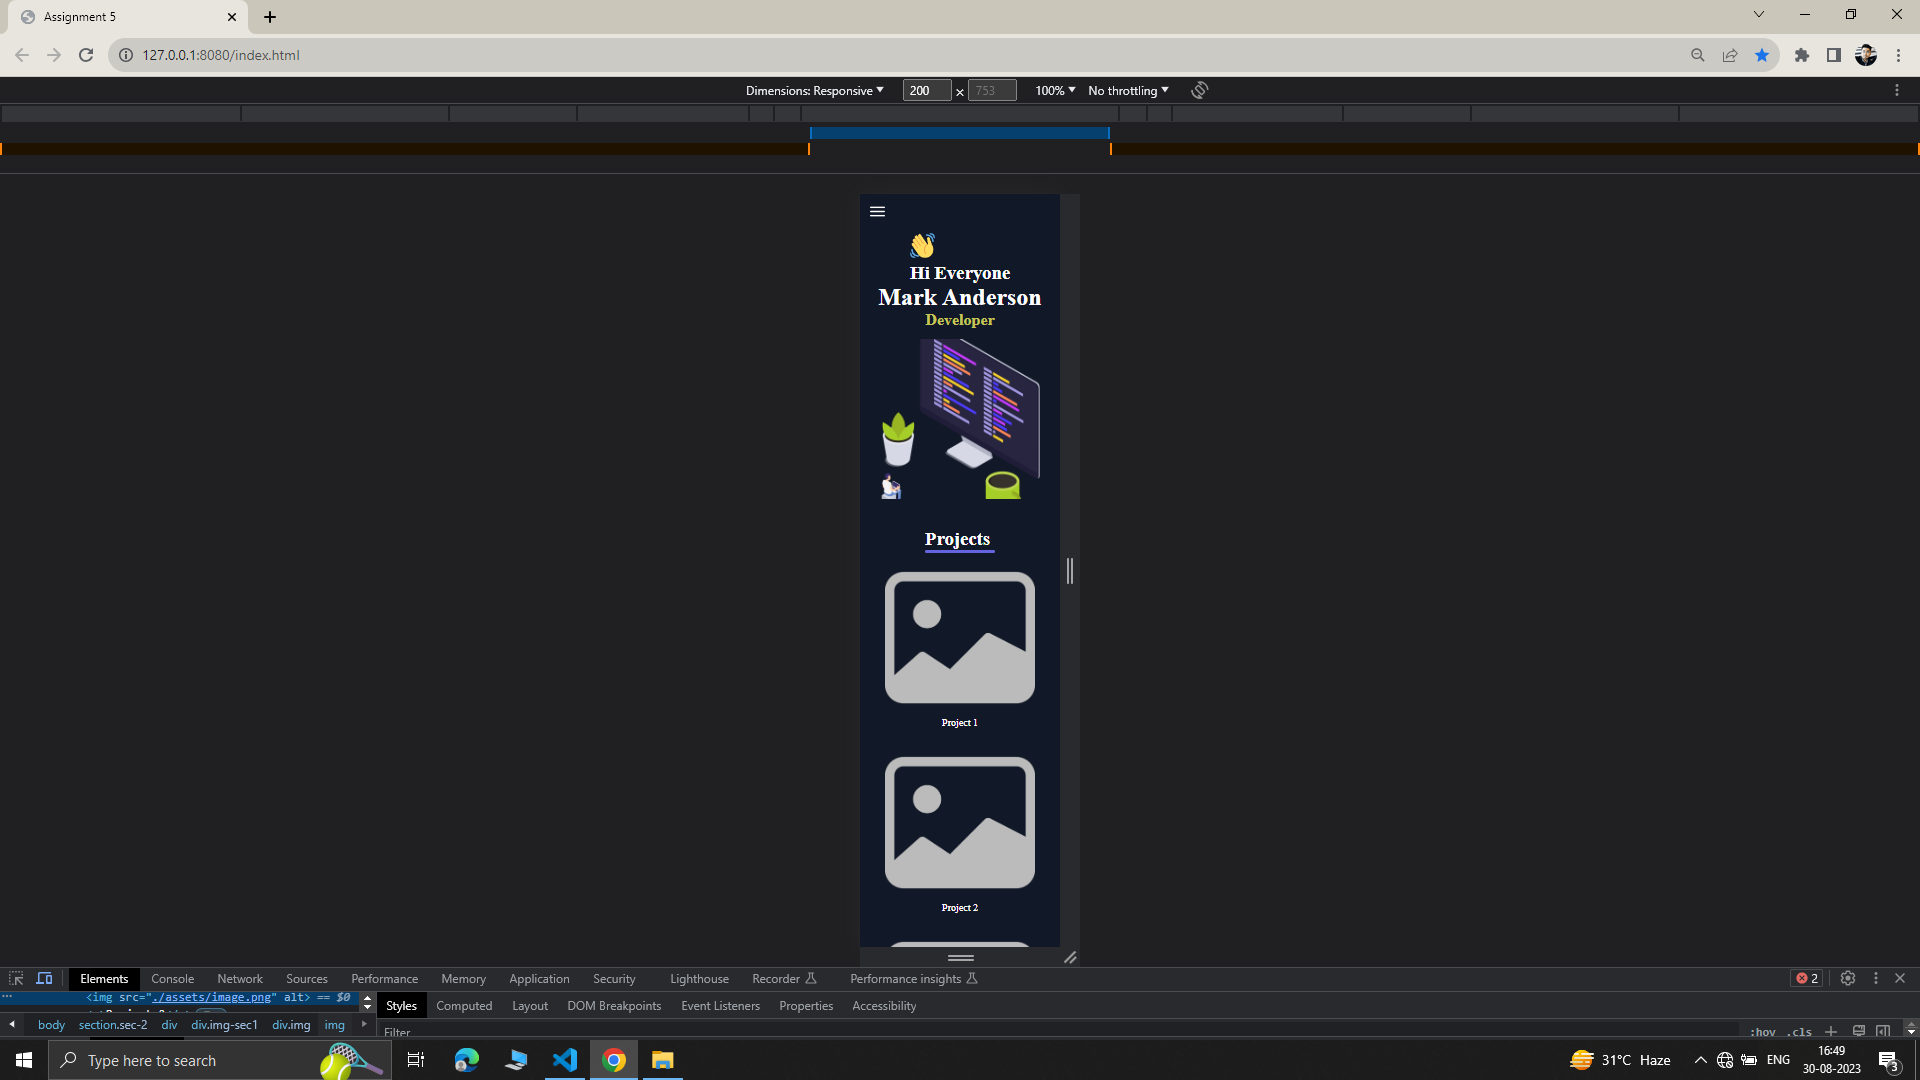 Assignment 5
127.0.0.1:8080/index.html
Dimensions: Responsive 200 × 753 100% No throttling
Hi Everyone
Mark Anderson
Developer
Projects
Project 1
Project 2
Elements Console Network Sources Performance Memory Application Security Lighthouse Recorder Performance insights 2
<img src="./assets/image.png" alt> == $0
Styles Computed Layout DOM Breakpoints Event Listeners Properties Accessibility
body section.sec-2 div div.img-sec1 div.img img
Filter :hov .cls
Type here to search
31°C Haze ENG 16:49
30-08-2023 3